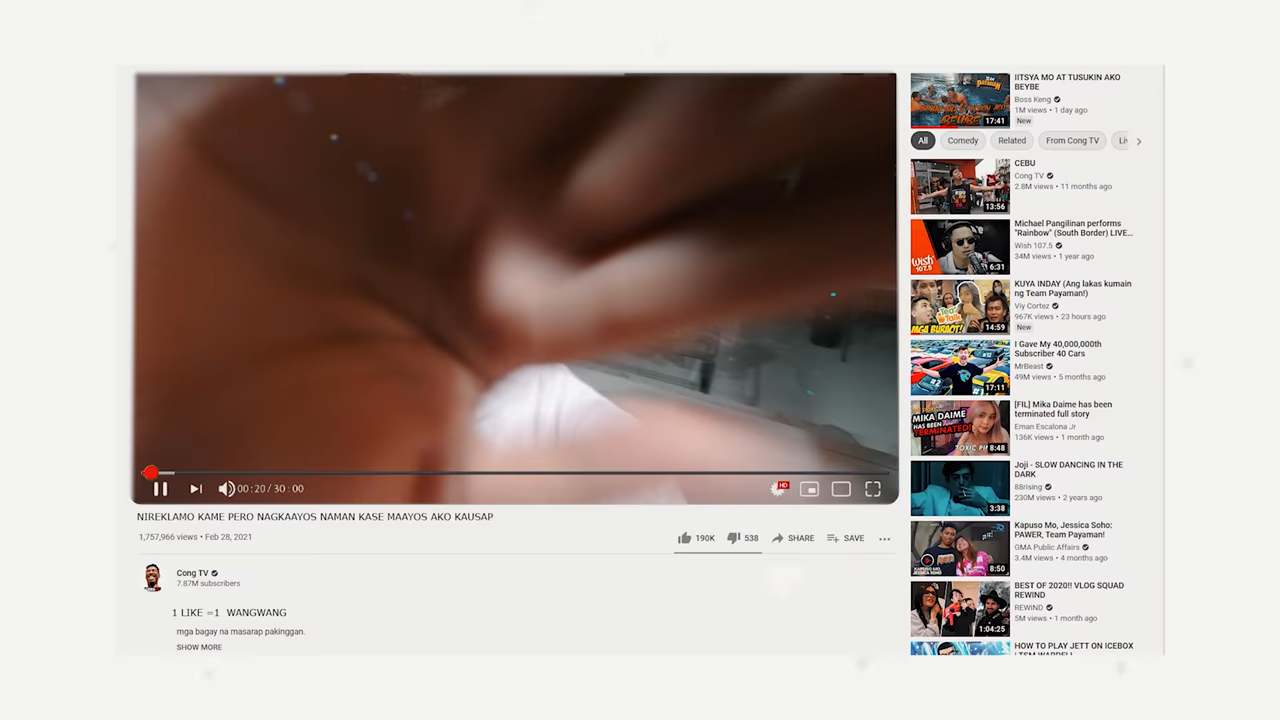 00:20 / 30:00
HD
NIREKLAMO KAME PERO NAGKAAYOS NAMAN KASE MAAYOS AKO KAUSAP
1,757,966 views • Feb 28, 2021
190K
538
SHARE
SAVE
Cong TV
7.87M subscribers
1 LIKE =1 WANGWANG
mga bagay na masarap pakinggan.
SHOW MORE
17:41
IITSYA MO AT TUSUKIN AKO
BEYBE
Boss Keng
1M views • 1 day ago
New
All
Comedy
Related
From Cong TV
13:56
CEBU
Cong TV
2.8M views • 11 months ago
WISH
107.5
6:31
Michael Pangilinan performs
"Rainbow" (South Border) LIVE...
Wish 107.5
34M views • 1 year ago
Tea
Talk
MGA BURAOT!
14:59
KUYA INDAY (Ang lakas kumain
ng Team Payaman!)
Viy Cortez
967K views • 23 hours ago
New
17:11
I Gave My 40,000,000th
Subscriber 40 Cars
MrBeast
49M views • 5 months ago
MIKA DAIME
HAS BEEN
TERMINATED!
8:48
[FIL] Mika Daime has been
terminated full story
Eman Escalona Jr
136K views • 1 month ago
3:38
Joji - SLOW DANCING IN THE
DARK
88rising
230M views • 2 years ago
8:50
Kapuso Mo, Jessica Soho:
PAWER, Team Payaman!
GMA Public Affairs
3.4M views • 4 months ago
1:04:25
BEST OF 2020!! VLOG SQUAD
REWIND
REWIND
5M views • 1 month ago
HOW TO PLAY JETT ON ICEBOX